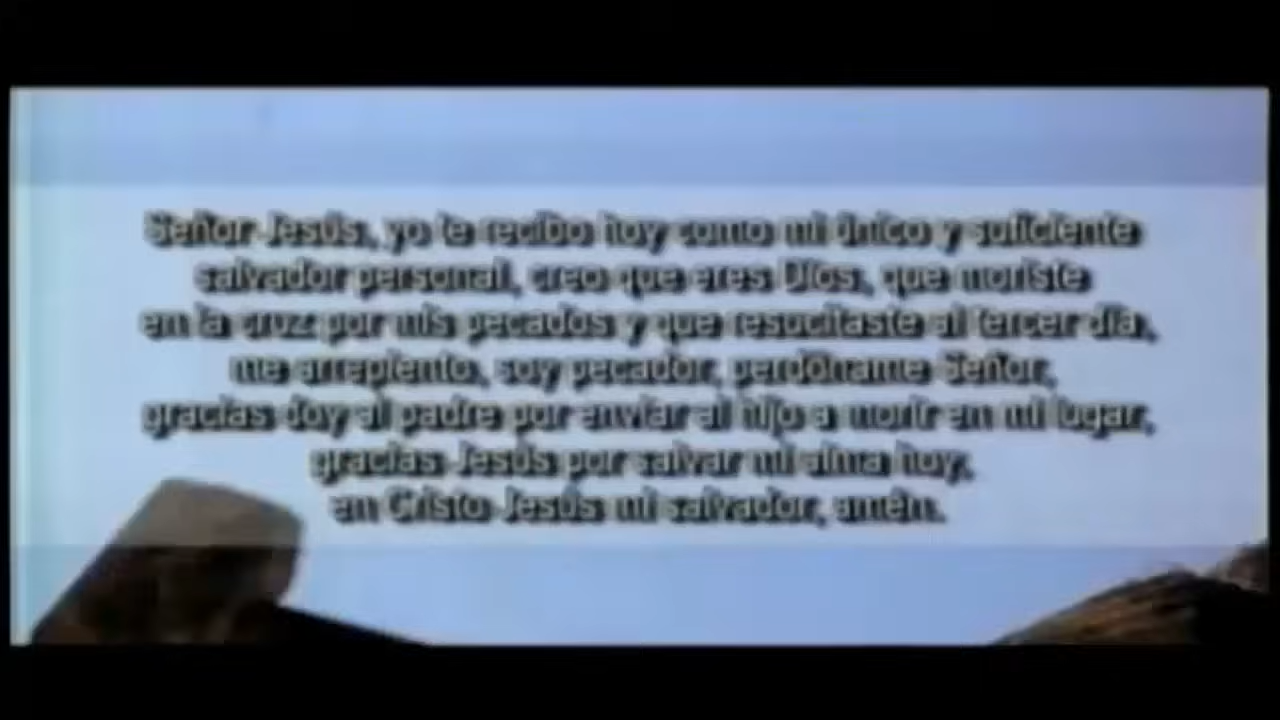 Señor Jesús, yo te recibo hoy como mi único y suficiente
salvador personal, creo que eres Dios, que moriste
en la cruz por mis pecados y que resucitaste al tercer día,
me arrepiento, soy pecador, perdóname Señor,
gracias doy al padre por enviar al hijo a morir en mi lugar,
gracias Jesús por salvar mi alma hoy,
en Cristo Jesús mi salvador, amén.